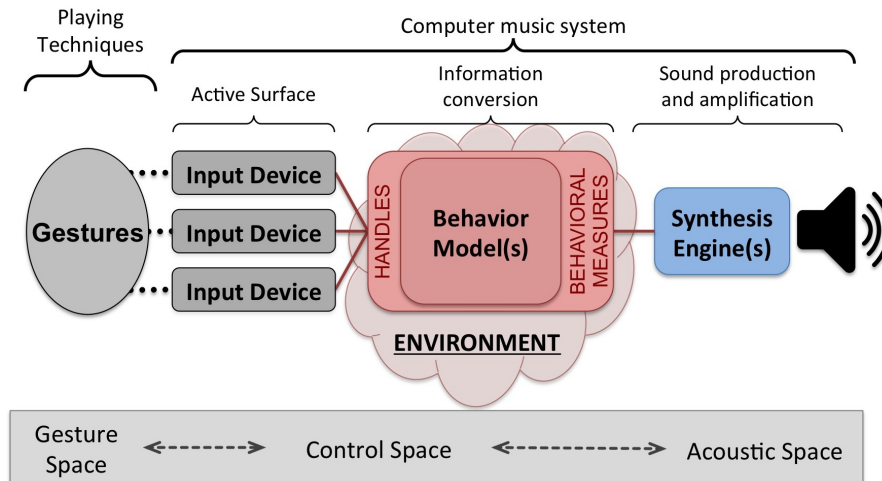 Playing
Techniques
Computer music system
Active Surface
Information
conversion
Sound production
and amplification
Gestures
Input Device
Input Device
Input Device
HANDLES
Behavior
Model(s)
BEHAVIORAL
MEASURES
Synthesis
Engine(s)
ENVIRONMENT
Gesture
Space
Control Space
Acoustic Space